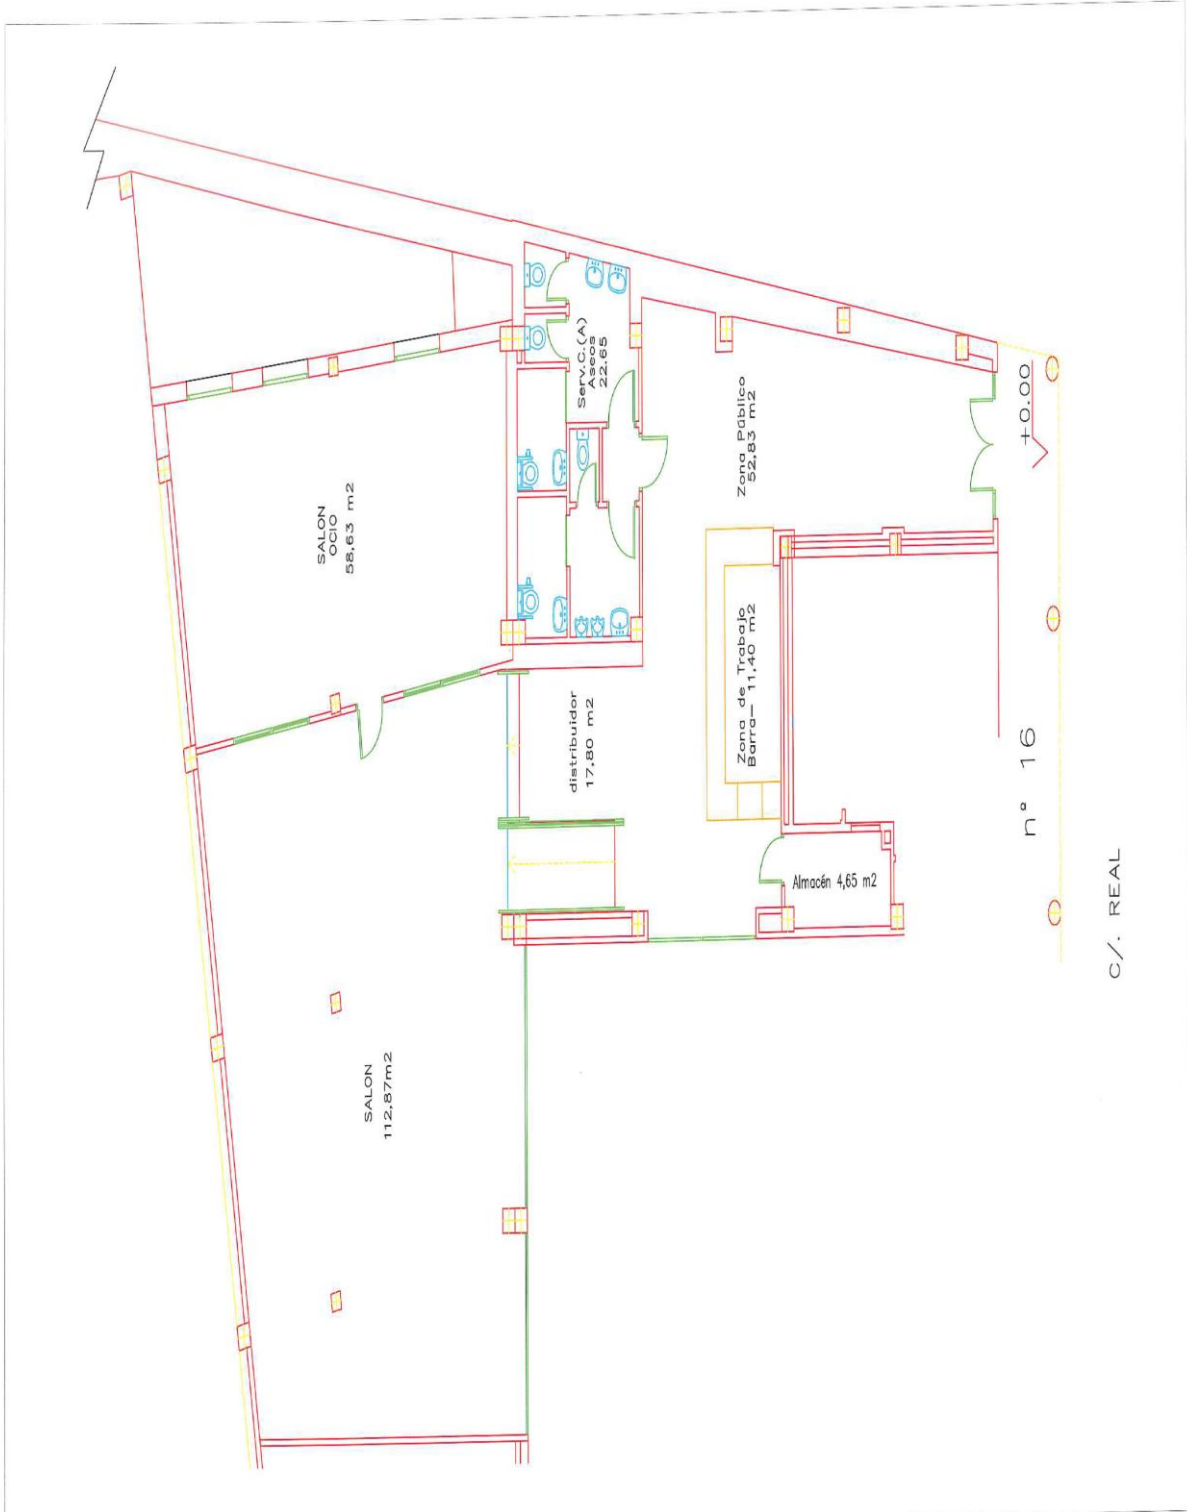 SALON
OCIO
58,63 m2
Serv.C.(A)
Aseos
22.65
Zona Público
52,83 m2
+0.00
distribuidor
17,80 m2
Zona de Trabajo
Barra— 11,40 m2
Almacén 4,65 m2
nº 16
C/. REAL
SALON
112,87m2